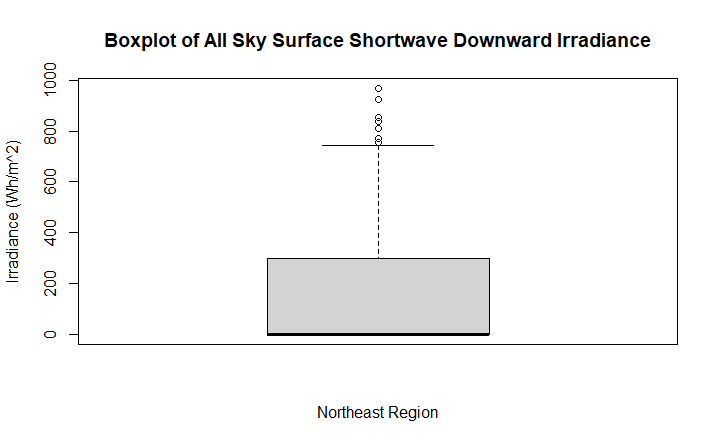 Boxplot of All Sky Surface Shortwave Downward Irradiance
Irradiance (Wh/m^2)
1000
800
600
400
200
0
Northeast Region